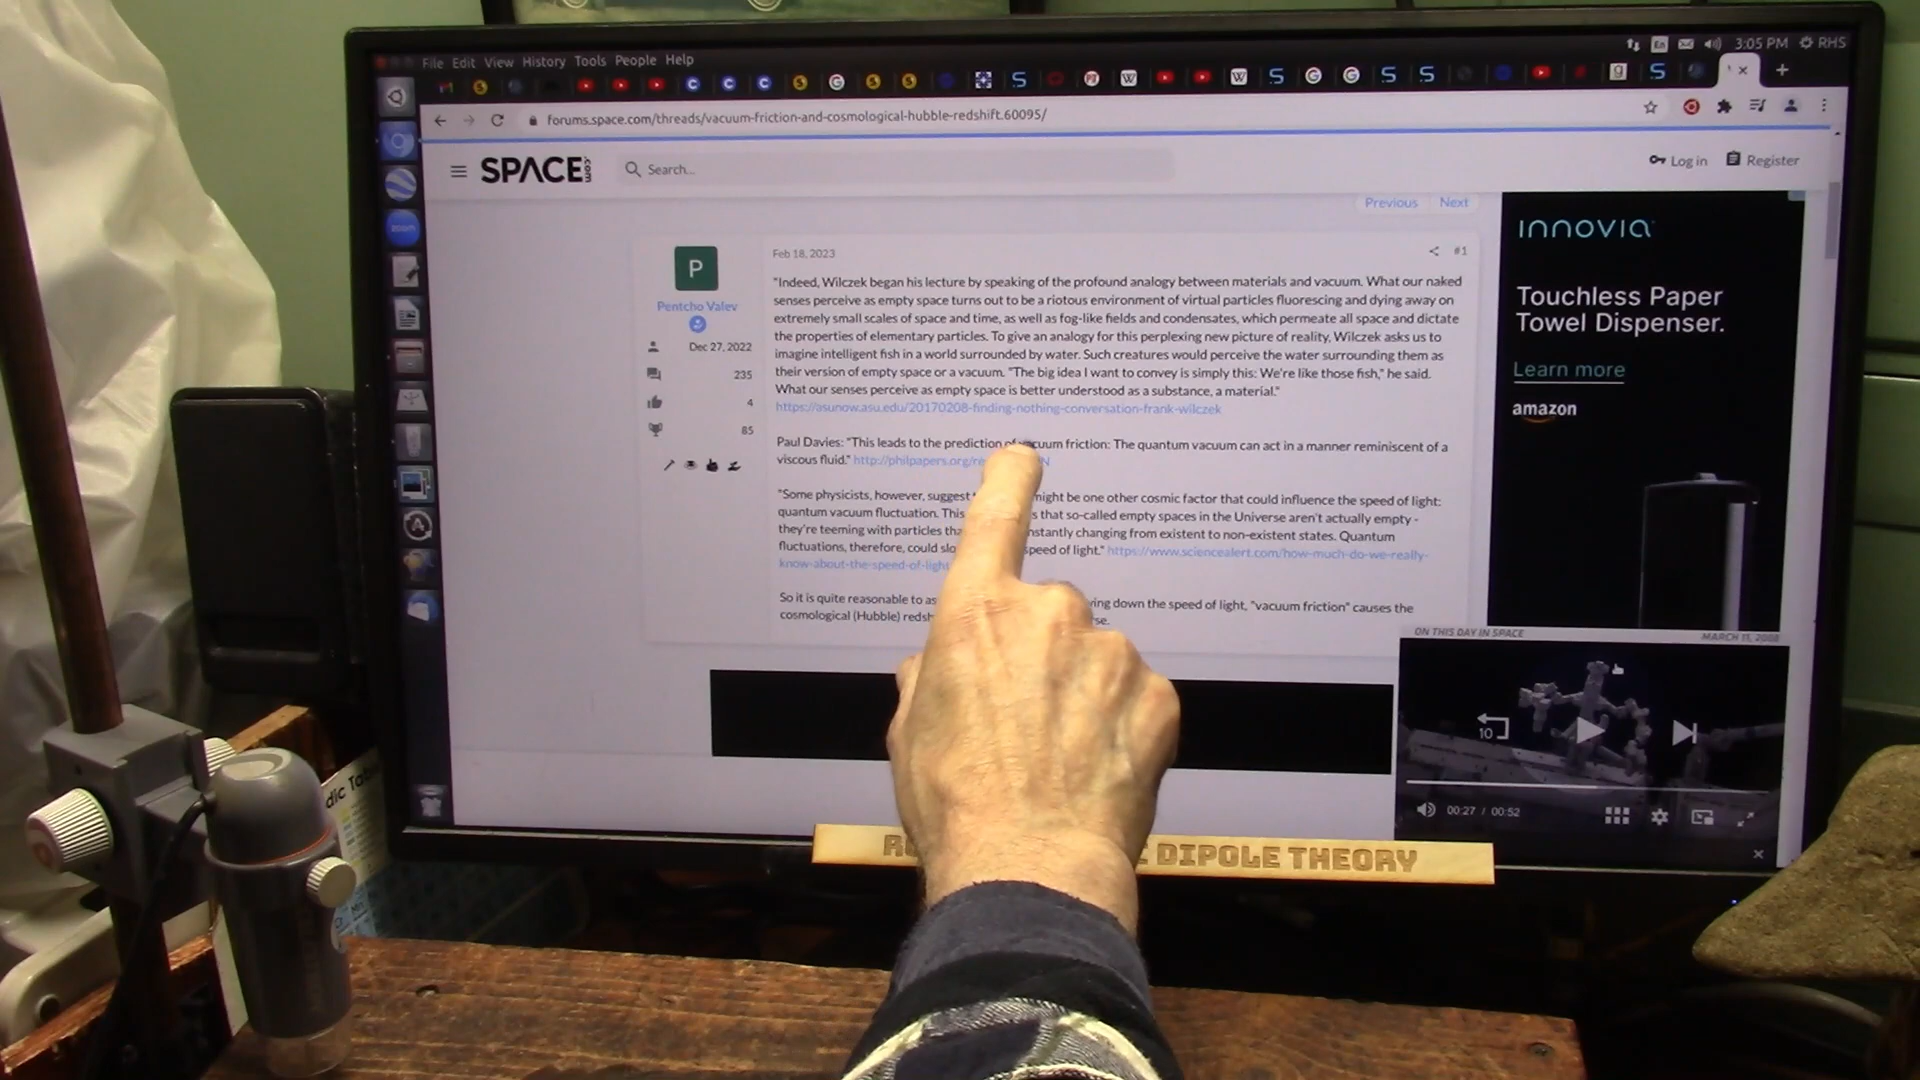 File Edit View History Tools People Help
En 3:05 PM RHS
forums.space.com/threads/vacuum-friction-and-cosmological-hubble-redshift.60095/
SPACE.com Search... Log in Register
Previous Next
P
Pentcho Valev
Dec 27, 2022
235
4
85
Feb 18, 2023 #1
"Indeed, Wilczek began his lecture by speaking of the profound analogy between materials and vacuum. What our naked
senses perceive as empty space turns out to be a riotous environment of virtual particles fluorescing and dying away on
extremely small scales of space and time, as well as fog-like fields and condensates, which permeate all space and dictate
the properties of elementary particles. To give an analogy for this perplexing new picture of reality, Wilczek asks us to
imagine intelligent fish in a world surrounded by water. Such creatures would perceive the water surrounding them as
their version of empty space or a vacuum. "The big idea I want to convey is simply this: We're like those fish," he said.
What our senses perceive as empty space is better understood as a substance, a material."
https://asunow.asu.edu/20170208-finding-nothing-conversation-frank-wilczek
Paul Davies: "This leads to the prediction of vacuum friction: The quantum vacuum can act in a manner reminiscent of a
viscous fluid." http://philpapers.org/re N
"Some physicists, however, suggest might be one other cosmic factor that could influence the speed of light:
quantum vacuum fluctuation. This s that so-called empty spaces in the Universe aren't actually empty -
they're teeming with particles tha nstantly changing from existent to non-existent states. Quantum
fluctuations, therefore, could slo speed of light." https://www.sciencealert.com/how-much-do-we-really-
know-about-the-speed-of-light
So it is quite reasonable to as ing down the speed of light, "vacuum friction" causes the
cosmological (Hubble) redsh se.
INNOVIA
Touchless Paper
Towel Dispenser.
Learn more
amazon
ON THIS DAY IN SPACE MARCH 11, 2008
10
00:27 / 00:52
zoom
DIPOLE THEORY
dic Ta